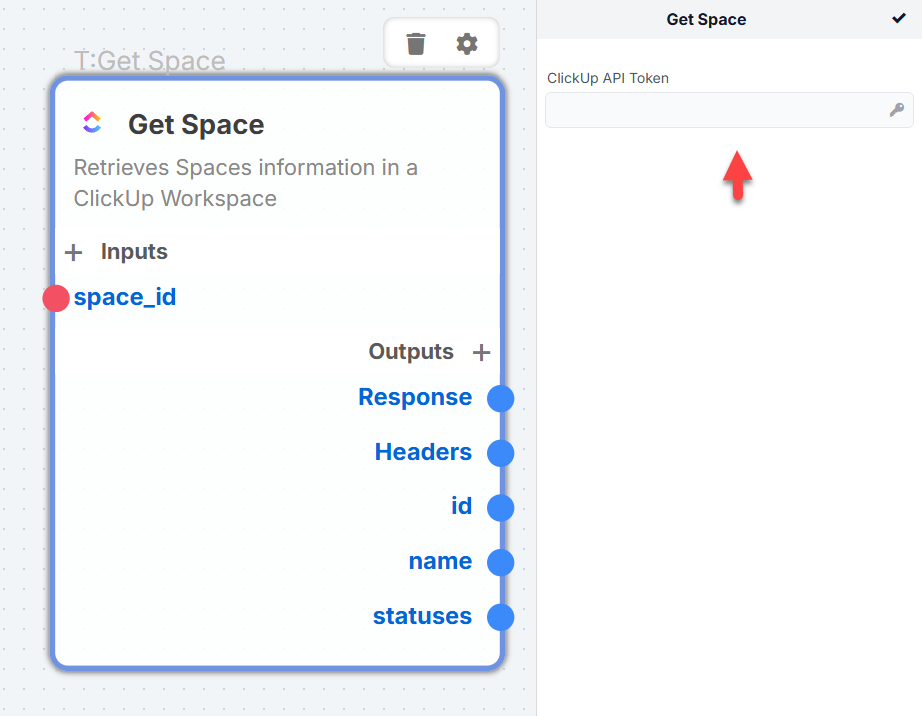 T:Get Space
Get Space
Retrieves Spaces information in a
ClickUp Workspace
Inputs
space_id
Outputs
Response
Headers
id
name
statuses
Get Space
ClickUp API Token